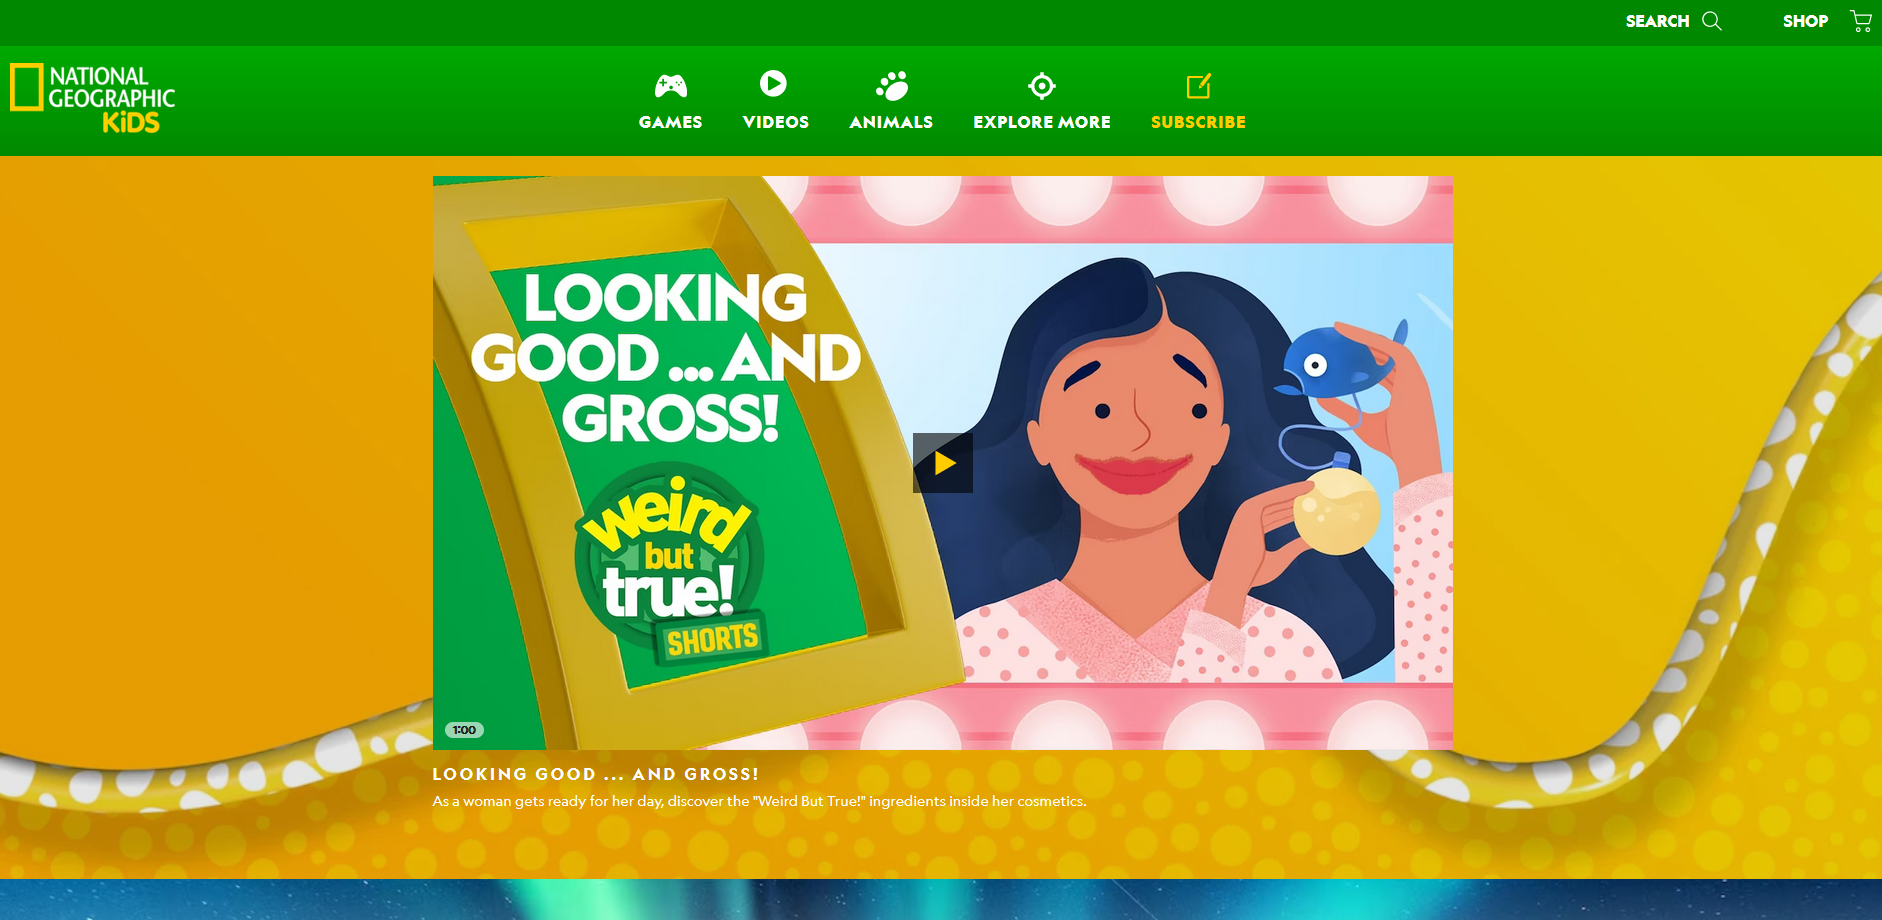 SEARCH
SHOP
NATIONAL
GEOGRAPHIC
KiDS
GAMES
VIDEOS
ANIMALS
EXPLORE MORE
SUBSCRIBE
LOOKING
GOOD ... AND
GROSS!
weird
but
true!
SHORTS
1:00
LOOKING GOOD ... AND GROSS!
As a woman gets ready for her day, discover the "Weird But True!" ingredients inside her cosmetics.